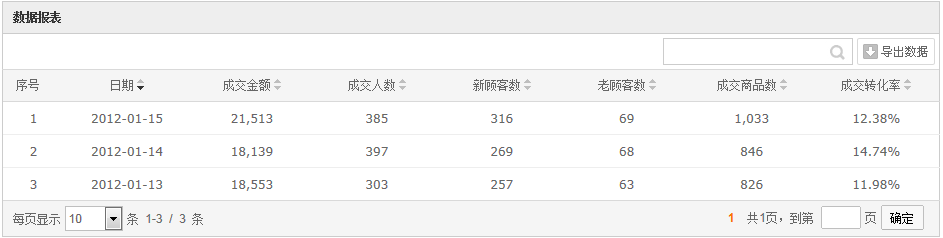 数据报表
导出数据
序号 日期 成交金额 成交人数 新顾客数 老顾客数 成交商品数 成交转化率
1 2012-01-15 21,513 385 316 69 1,033 12.38%
2 2012-01-14 18,139 397 269 68 846 14.74%
3 2012-01-13 18,553 303 257 63 826 11.98%
每页显示 10 条 1-3 / 3 条 1 共1页，到第 页 确定